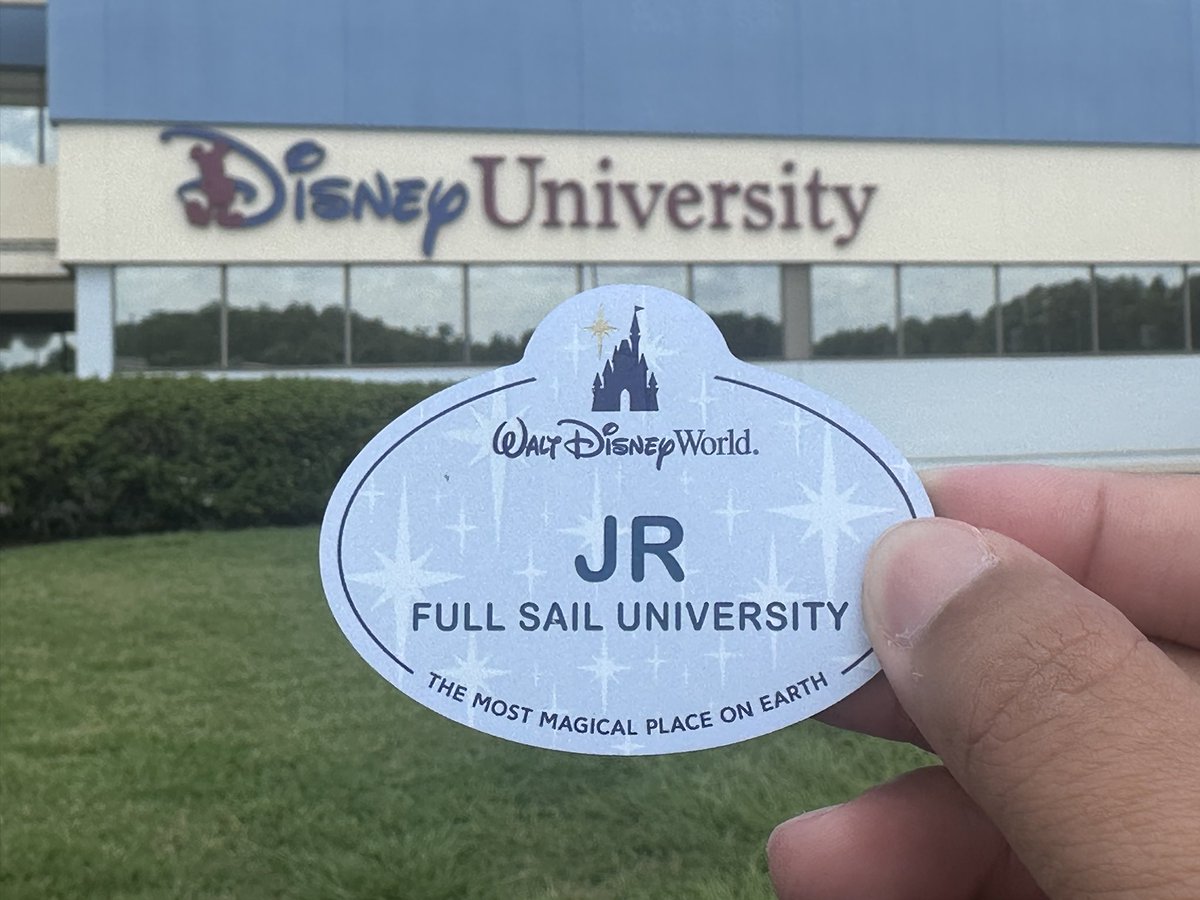 Disney University
Walt Disney World.
JR
FULL SAIL UNIVERSITY
THE MOST MAGICAL PLACE ON EARTH